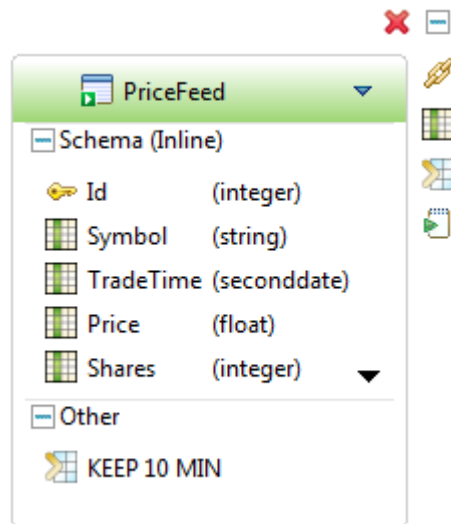 PriceFeed
Schema (Inline)
Id (integer)
Symbol (string)
TradeTime (seconddate)
Price (float)
Shares (integer)
Other
KEEP 10 MIN